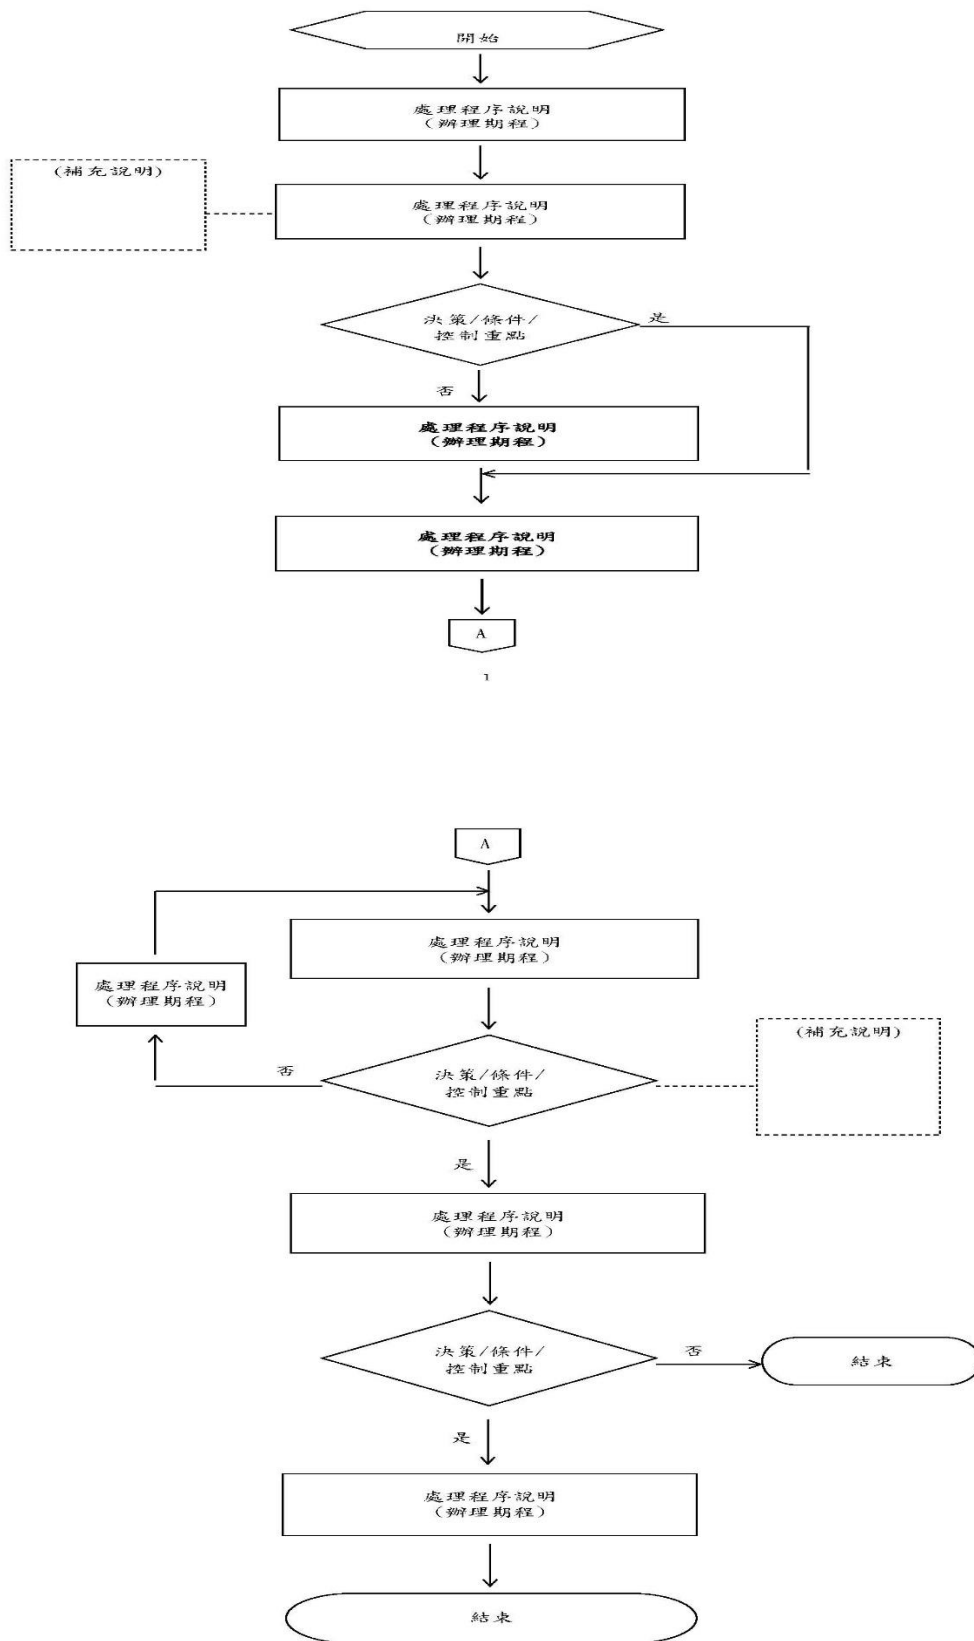 開始
處理程序說明
(辦理期程)
(補充說明)
處理程序說明
(辦理期程)
決策/條件/
控制重點
是
否
處理程序說明
(辦理期程)
處理程序說明
(辦理期程)
A
1
A
處理程序說明
(辦理期程)
處理程序說明
(辦理期程)
(補充說明)
否
決策/條件/
控制重點
是
處理程序說明
(辦理期程)
決策/條件/
控制重點
否
結束
是
處理程序說明
(辦理期程)
結束